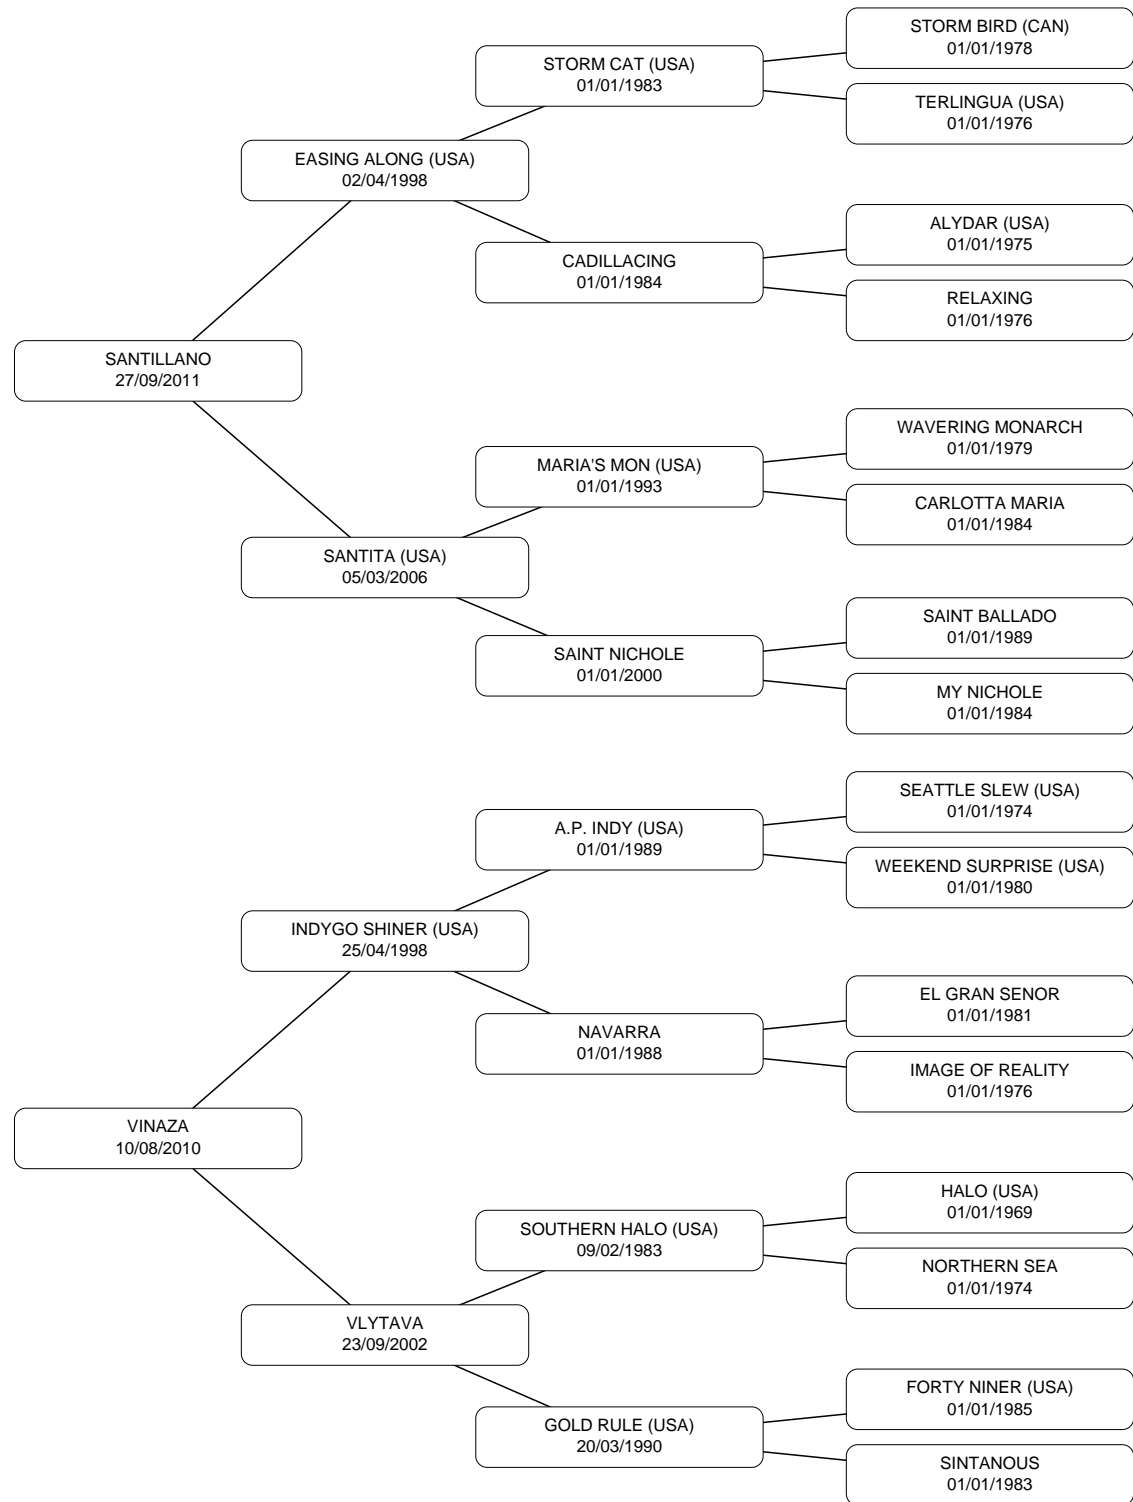 STORM BIRD (CAN)
01/01/1978
STORM CAT (USA)
01/01/1983
TERLINGUA (USA)
01/01/1976
EASING ALONG (USA)
02/04/1998
ALYDAR (USA)
01/01/1975
CADILLACING
01/01/1984
RELAXING
01/01/1976
SANTILLANO
27/09/2011
WAVERING MONARCH
01/01/1979
MARIA'S MON (USA)
01/01/1993
CARLOTTA MARIA
01/01/1984
SANTITA (USA)
05/03/2006
SAINT BALLADO
01/01/1989
SAINT NICHOLE
01/01/2000
MY NICHOLE
01/01/1984
SEATTLE SLEW (USA)
01/01/1974
A.P. INDY (USA)
01/01/1989
WEEKEND SURPRISE (USA)
01/01/1980
INDYGO SHINER (USA)
25/04/1998
EL GRAN SENOR
01/01/1981
NAVARRA
01/01/1988
IMAGE OF REALITY
01/01/1976
VINAZA
10/08/2010
HALO (USA)
01/01/1969
SOUTHERN HALO (USA)
09/02/1983
NORTHERN SEA
01/01/1974
VLYTAVA
23/09/2002
FORTY NINER (USA)
01/01/1985
GOLD RULE (USA)
20/03/1990
SINTANOUS
01/01/1983